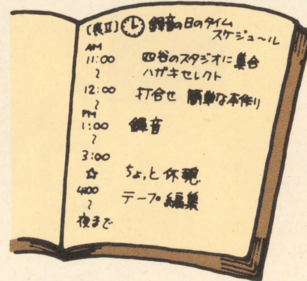 [表Ⅱ] 録音の日のタイム
スケジュール
AM
11:00 四谷のスタジオに集合
〜 ハガキセレクト
12:00 打合せ 簡単な本作り
〜
PM
1:00 録音
〜
3:00
☆ ちょっと休憩
4:00 テープ編集
〜
夜まで